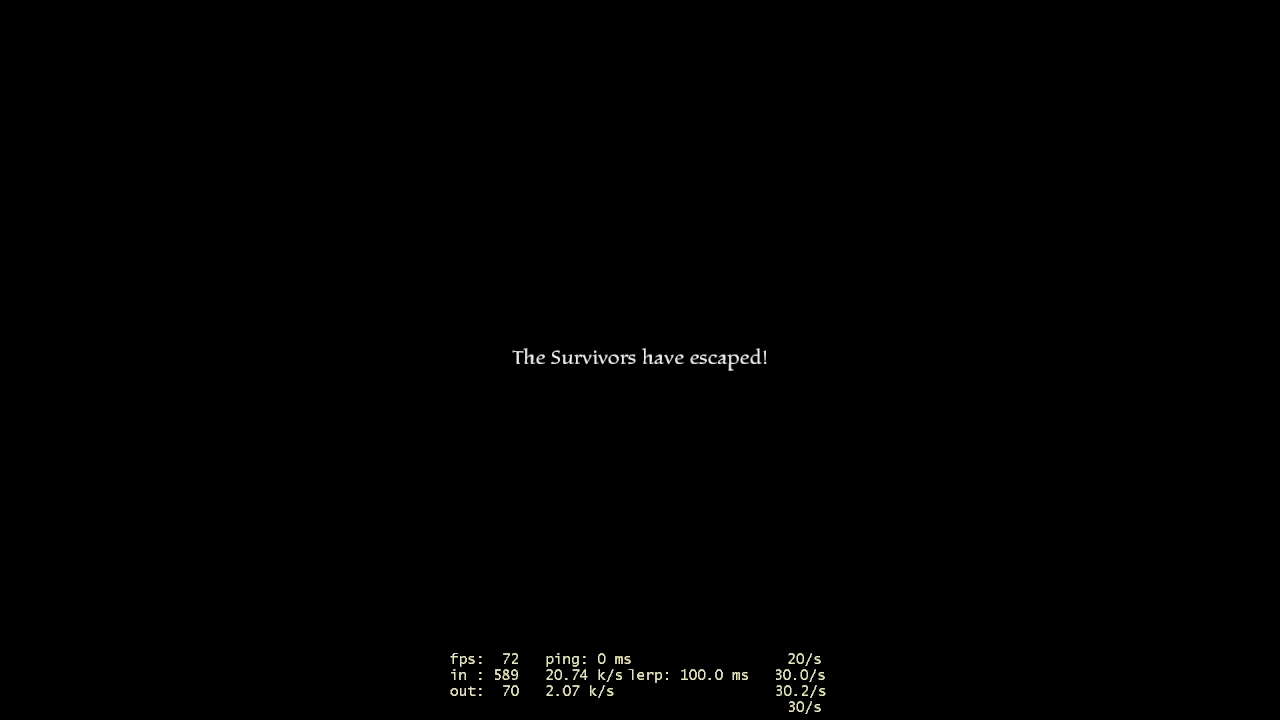 The Survivors have escaped!
fps: 72 ping: 0 ms 20/s
in : 589 20.74 k/s lerp: 100.0 ms 30.0/s
out: 70 2.07 k/s 30.2/s
30/s